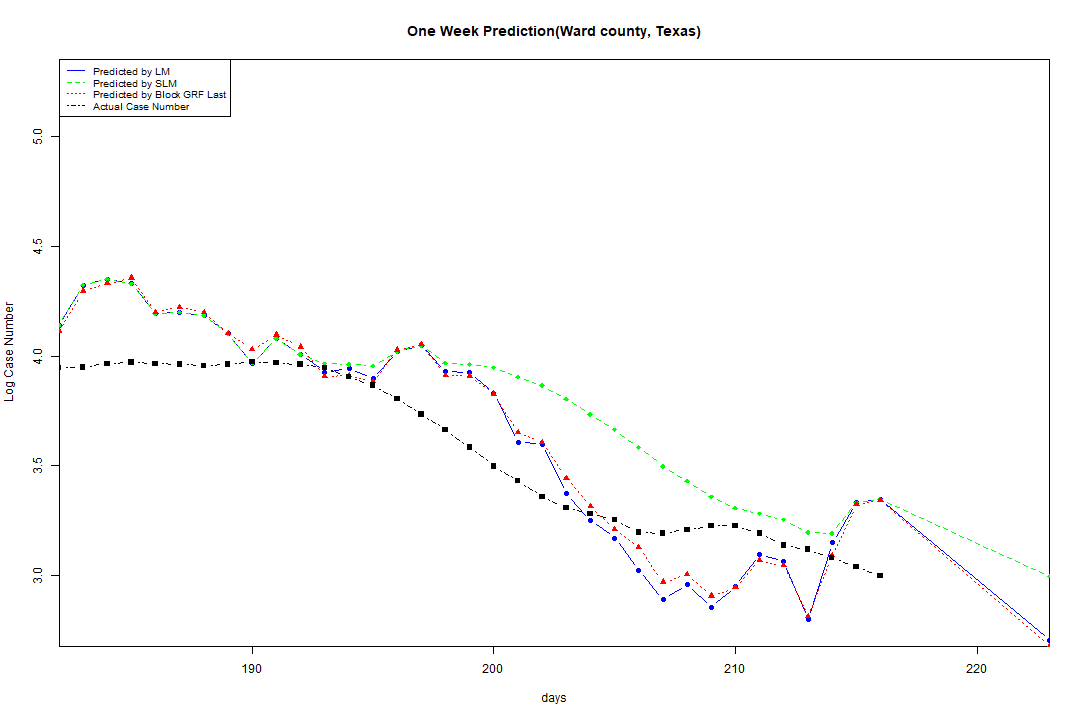 One Week Prediction(Ward county, Texas)
Predicted by LM
Predicted by SLM
Predicted by Block GRF Last
Actual Case Number
Log Case Number
5.0
4.5
4.0
3.5
3.0
190 200 210 220
days